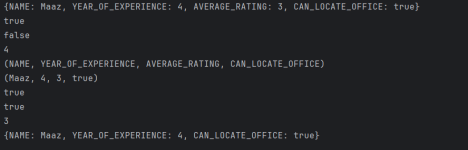 {NAME: Maaz, YEAR_OF_EXPERIENCE: 4, AVERAGE_RATING: 3, CAN_LOCATE_OFFICE: true}
true
false
4
(NAME, YEAR_OF_EXPERIENCE, AVERAGE_RATING, CAN_LOCATE_OFFICE)
(Maaz, 4, 3, true)
true
true
3
{NAME: Maaz, YEAR_OF_EXPERIENCE: 4, CAN_LOCATE_OFFICE: true}